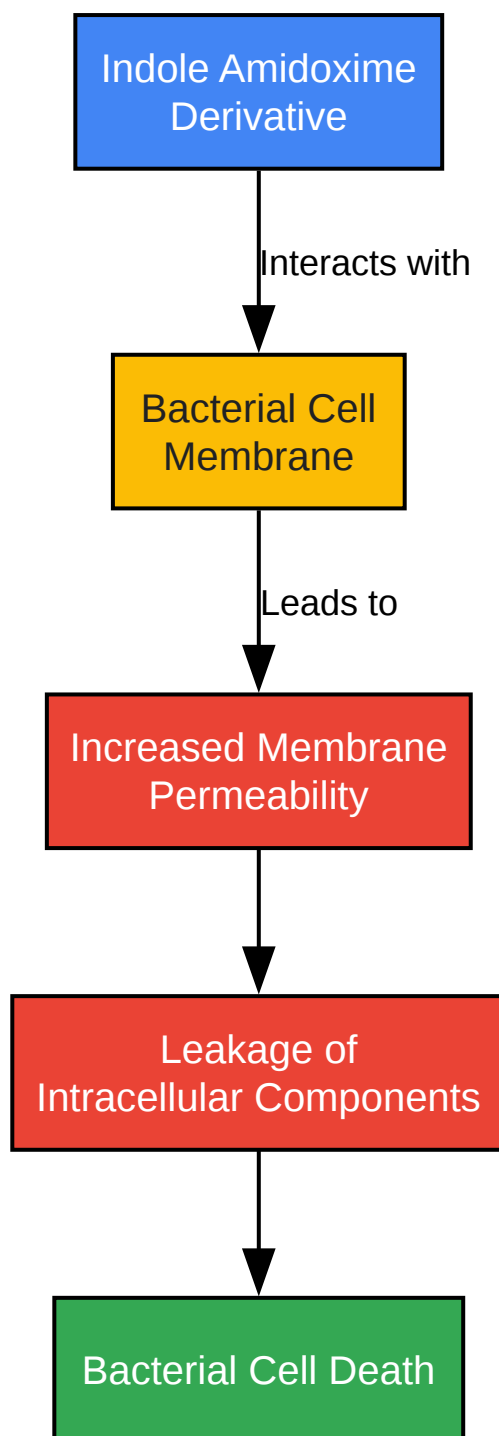 Indole Amidoxime
Derivative
Interacts with
Bacterial Cell
Membrane
Leads to
Increased Membrane
Permeability
Leakage of
Intracellular Components
Bacterial Cell Death